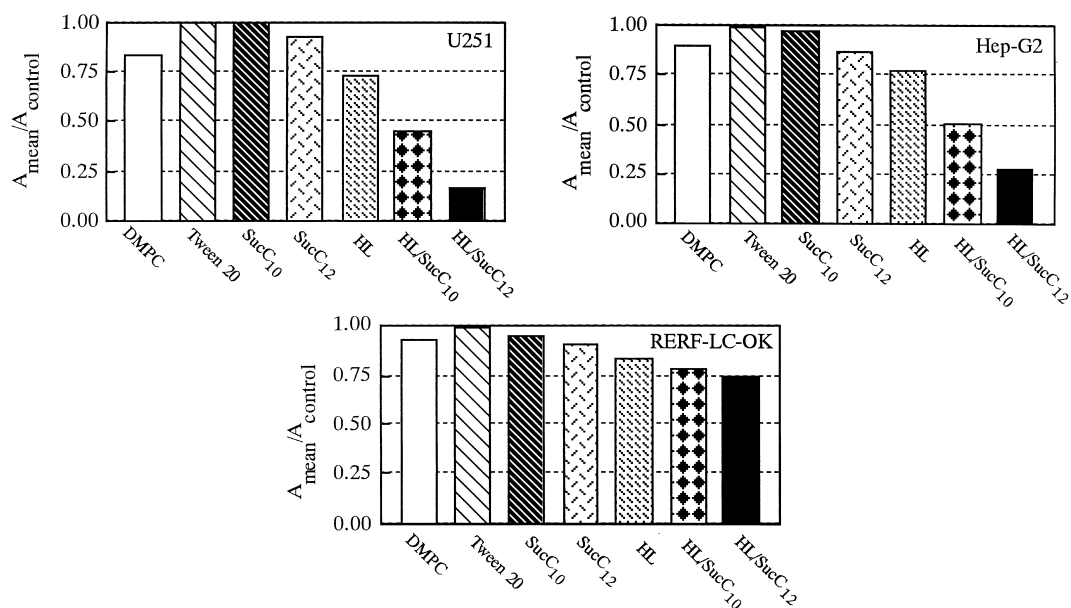 1.00
0.75
0.50
0.25
0.00
A_mean/A_control
U251
DMPC
Tween 20
SucC₁₀
SucC₁₂
HL
HL/SucC₁₀
HL/SucC₁₂
1.00
0.75
0.50
0.25
0.00
A_mean/A_control
Hep-G2
DMPC
Tween 20
SucC₁₀
SucC₁₂
HL
HL/SucC₁₀
HL/SucC₁₂
1.00
0.75
0.50
0.25
0.00
A_mean/A_control
RERF-LC-OK
DMPC
Tween 20
SucC₁₀
SucC₁₂
HL
HL/SucC₁₀
HL/SucC₁₂